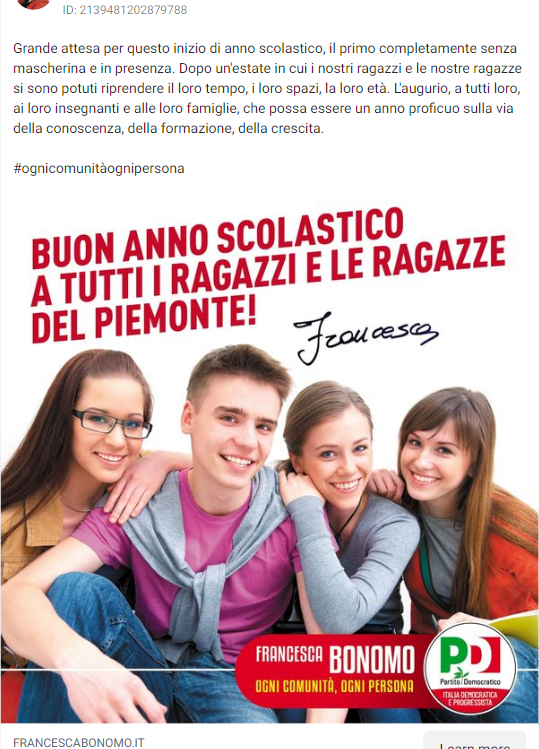 ID: 2139481202879788
Grande attesa per questo inizio di anno scolastico, il primo completamente senza
mascherina e in presenza. Dopo un'estate in cui i nostri ragazzi e le nostre ragazze
si sono potuti riprendere il loro tempo, i loro spazi, la loro età. L'augurio, a tutti loro,
ai loro insegnanti e alle loro famiglie, che possa essere un anno proficuo sulla via
della conoscenza, della formazione, della crescita.
#ognicomunitàognipersona
BUON ANNO SCOLASTICO
A TUTTI I RAGAZZI E LE RAGAZZE
DEL PIEMONTE!
Francesca
FRANCESCA BONOMO
OGNI COMUNITÀ, OGNI PERSONA
PD
Partito Democratico
ITALIA DEMOCRATICA
E PROGRESSISTA
FRANCESCABONOMO.IT
Learn more